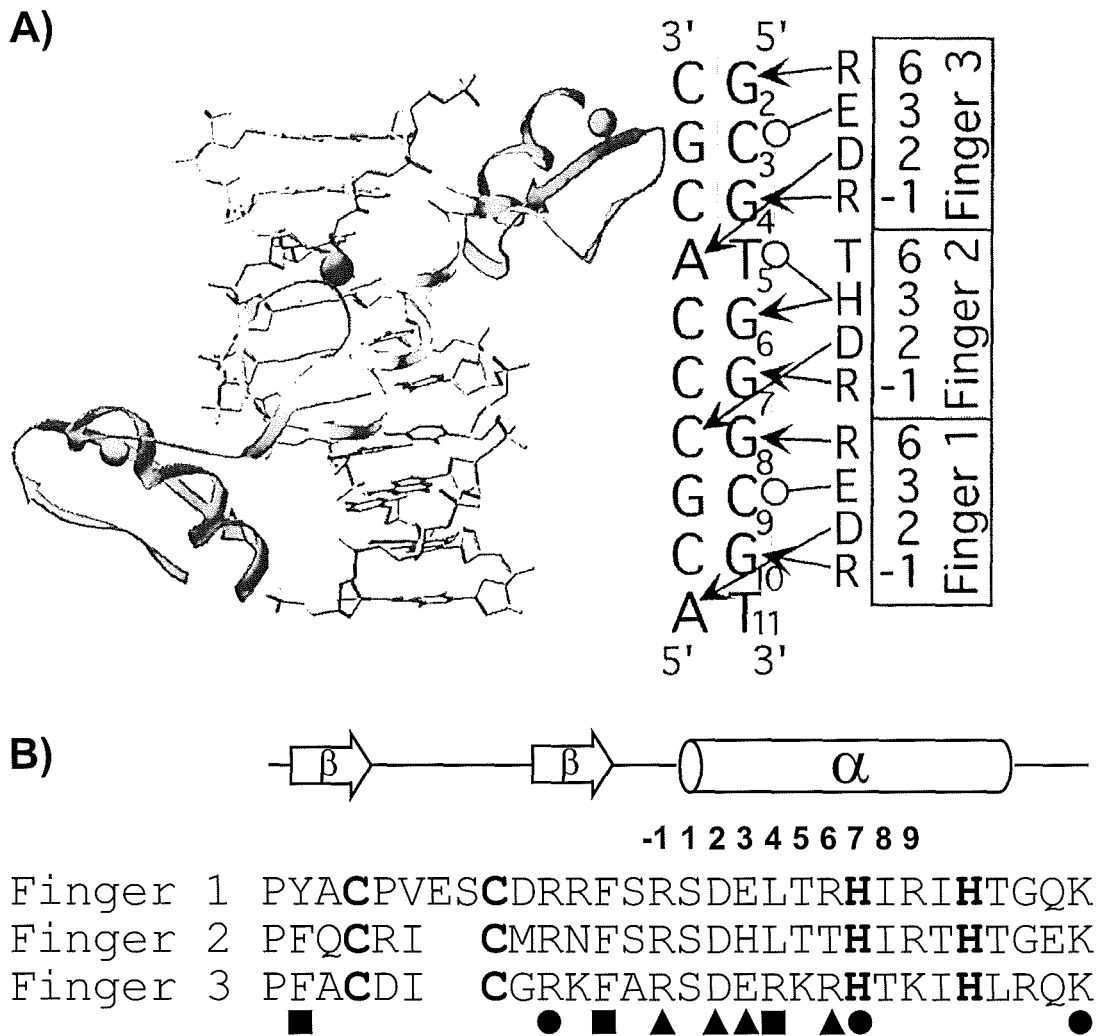 A)
3' 5'
C G2 R 6
G C3 E 3
D 2
C G4 R -1
Finger 3
A T5 T 6
C G6 H 3
D 2
C G7 R -1
Finger 2
C G8 R 6
G C9 E 3
D 2
C G10 R -1
Finger 1
A T11
5' 3'
B)
β β α
-1 1 2 3 4 5 6 7 8 9
Finger 1 PYACPVESCDRRFSRSDELTRHIRIHTGQK
Finger 2 PFQCRI CMRNFSRSDHLTTHIRTHTGEK
Finger 3 PFACDI CGRKFARSDERKRHTKIHLRQK